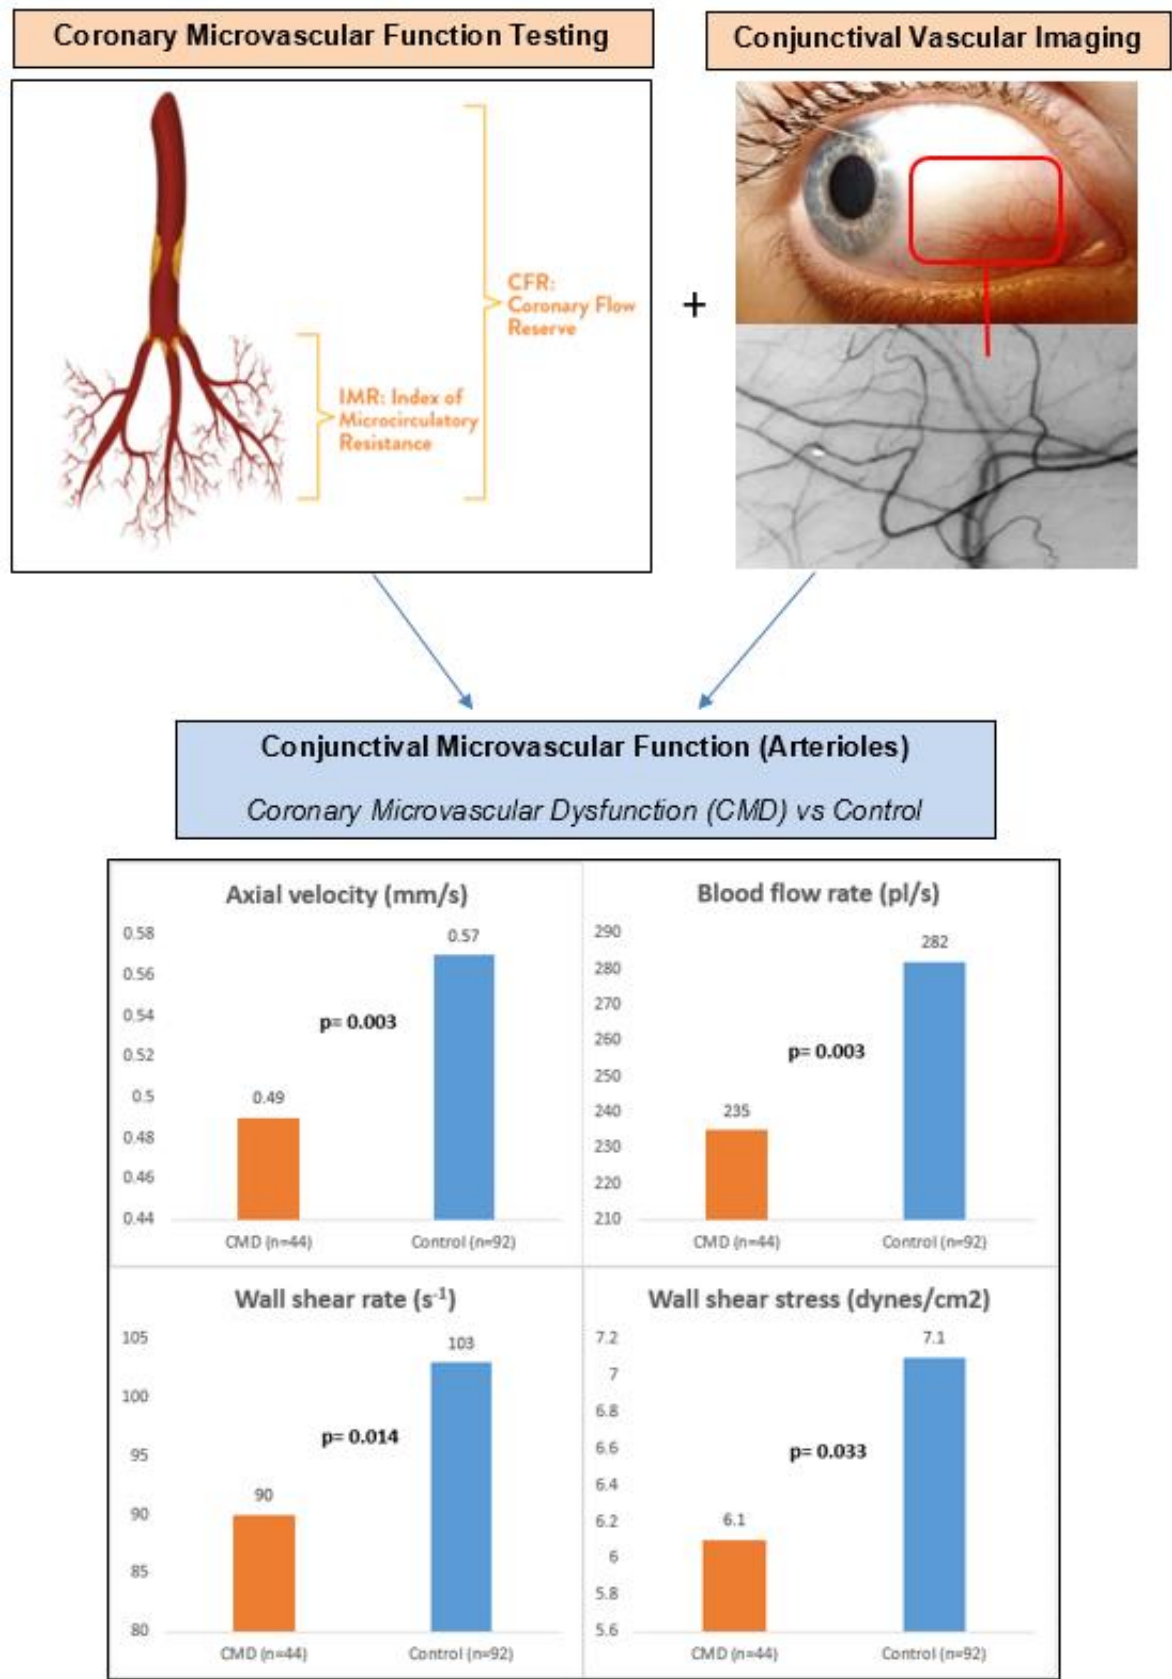 Coronary Microvascular Function Testing
Conjunctival Vascular Imaging
CFR:
Coronary Flow
Reserve
IMR: Index of
Microcirculatory
Resistance
+
Conjunctival Microvascular Function (Arterioles)
Coronary Microvascular Dysfunction (CMD) vs Control
Axial velocity (mm/s)
0.58
0.56
0.54
0.52
0.5
0.48
0.46
0.44
0.49
0.57
p= 0.003
CMD (n=44)
Control (n=92)
Blood flow rate (pl/s)
290
280
270
260
250
240
230
220
210
235
282
p= 0.003
CMD (n=44)
Control (n=92)
Wall shear rate (s⁻¹)
105
100
95
90
85
80
90
103
p= 0.014
CMD (n=44)
Control (n=92)
Wall shear stress (dynes/cm2)
7.2
7
6.8
6.6
6.4
6.2
6
5.8
5.6
6.1
7.1
p= 0.033
CMD (n=44)
Control (n=92)